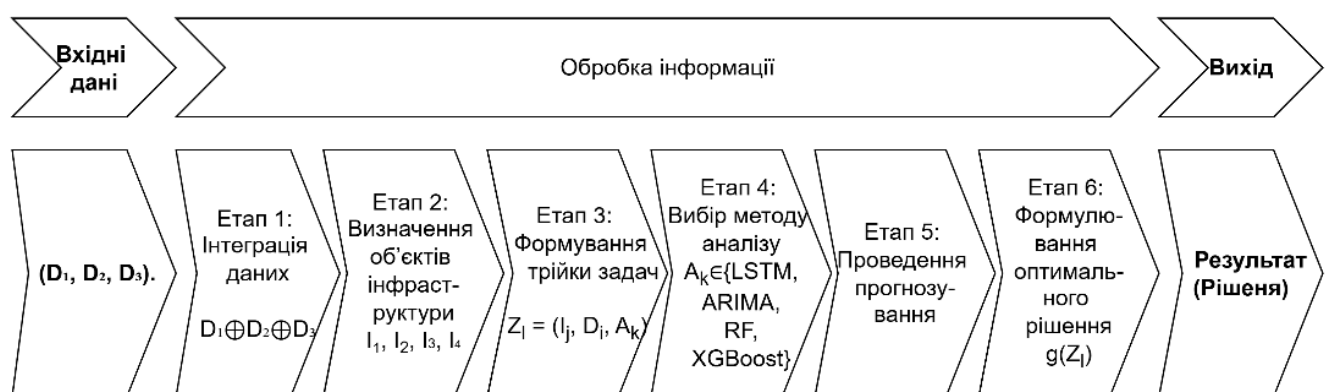 Вхідні
дані
Обробка інформації
Вихід
(D₁, D₂, D₃).
Етап 1:
Інтеграція
даних
D₁⊕D₂⊕D₃
Етап 2:
Визначення
об’єктів
інфраст-
руктури
I₁, I₂, I₃, I₄
Етап 3:
Формування
трійки задач
Zₗ = (Iⱼ, Dᵢ, Aₖ)
Етап 4:
Вибір методу
аналізу
Aₖ∈{LSTM,
ARIMA,
RF,
XGBoost}
Етап 5:
Проведення
прогнозу-
вання
Етап 6:
Формулю-
вання
оптималь-
ного
рішення
g(Zₗ)
Результат
(Рішеня)